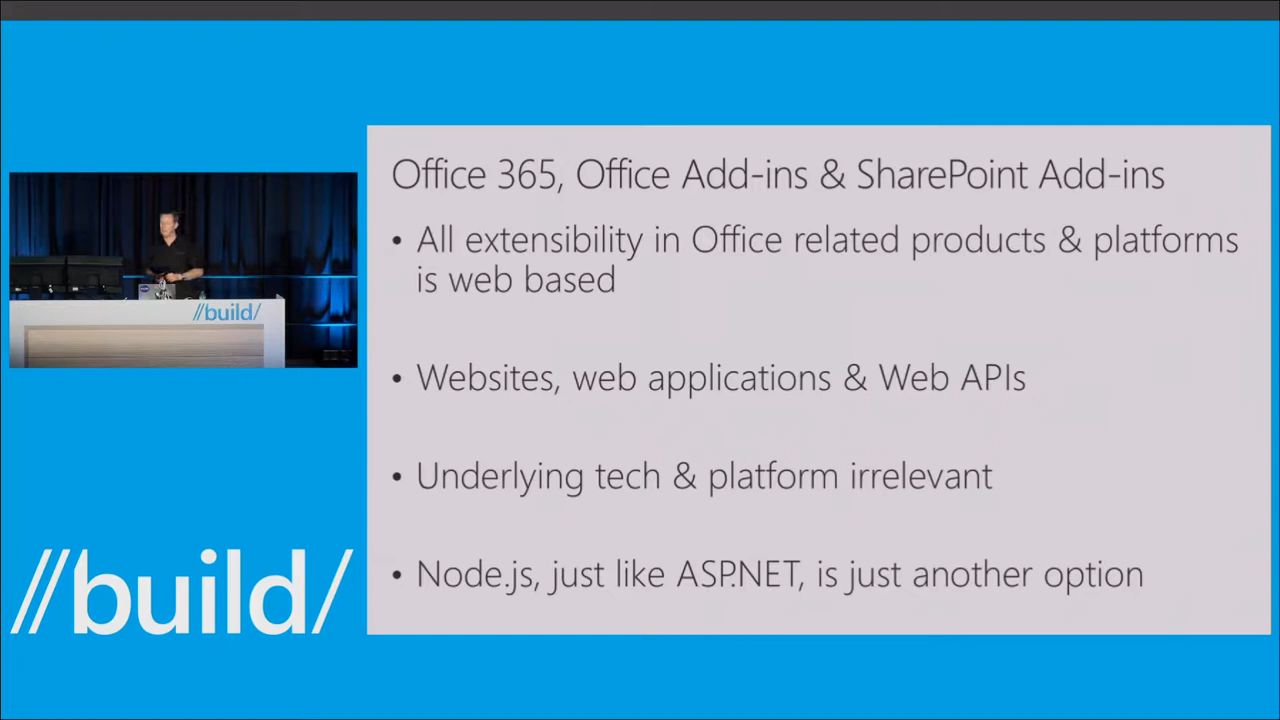 Office 365, Office Add-ins & SharePoint Add-ins
• All extensibility in Office related products & platforms
is web based
• Websites, web applications & Web APIs
• Underlying tech & platform irrelevant
• Node.js, just like ASP.NET, is just another option
//build/
//build/